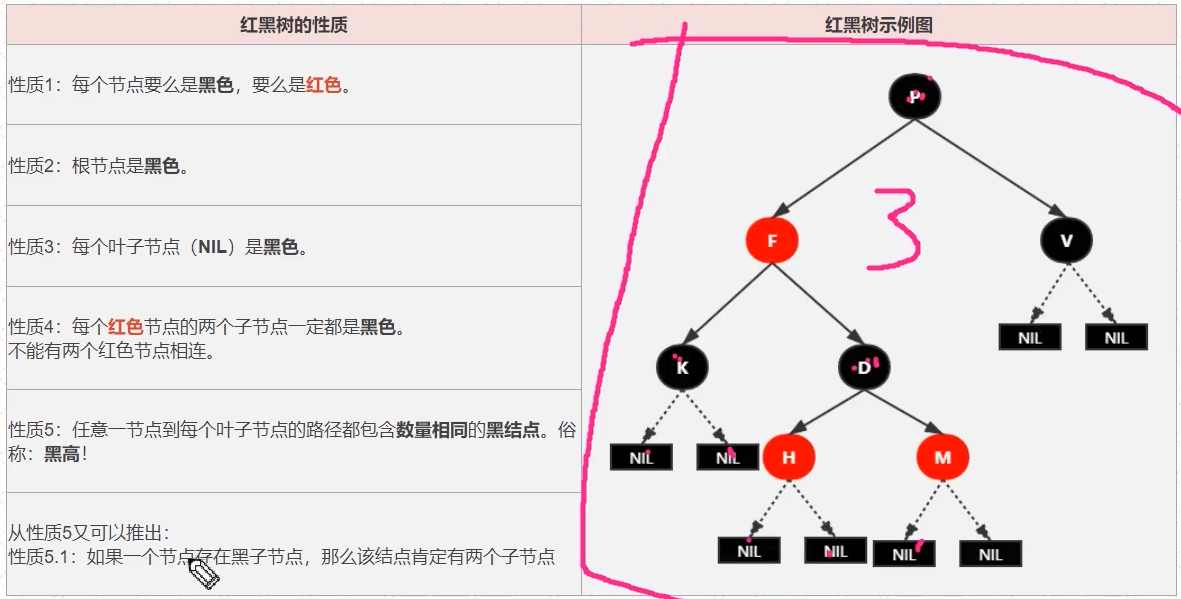 红黑树的性质
红黑树示例图
性质1：每个节点要么是黑色，要么是红色。
性质2：根节点是黑色。
性质3：每个叶子节点（NIL）是黑色。
性质4：每个红色节点的两个子节点一定都是黑色。
不能有两个红色节点相连。
性质5：任意一节点到每个叶子节点的路径都包含数量相同的黑结点。俗
称：黑高！
从性质5又可以推出：
性质5.1：如果一个节点存在黑子节点，那么该结点肯定有两个子节点
P
3
F
V
NIL
NIL
K
D
NIL
NIL
H
M
NIL
NIL
NIL
NIL